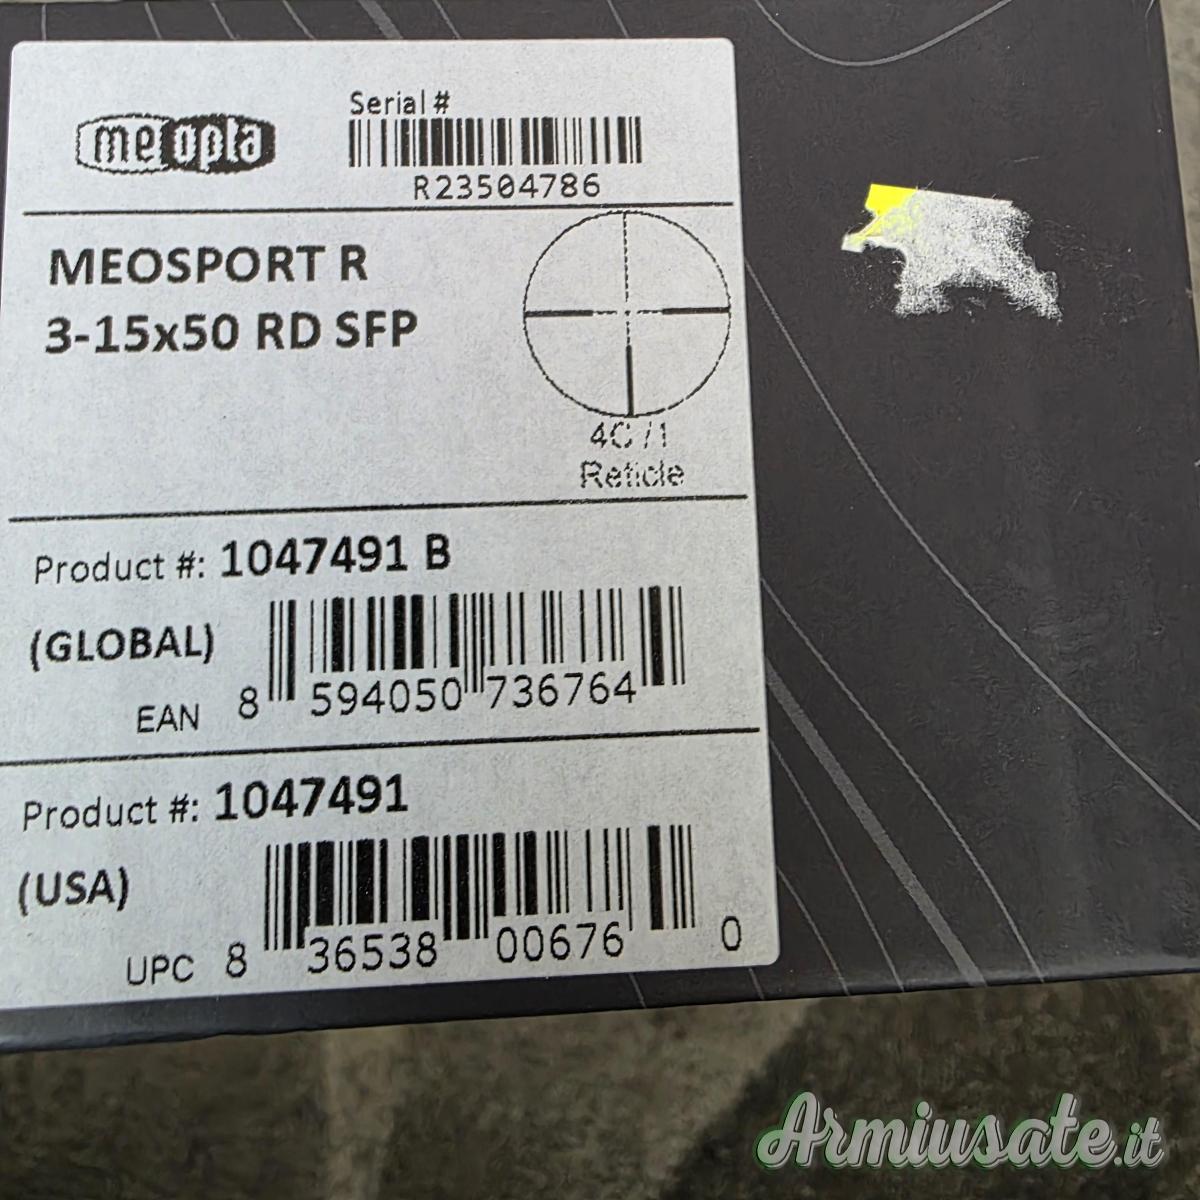 meopta
Serial #
R23504786
MEOSPORT R
3-15x50 RD SFP
4C /1
Reticle
Product #: 1047491 B
(GLOBAL)
EAN 8 594050 736764
Product #: 1047491
(USA)
UPC 8 36538 00676 0
Armiusate.it